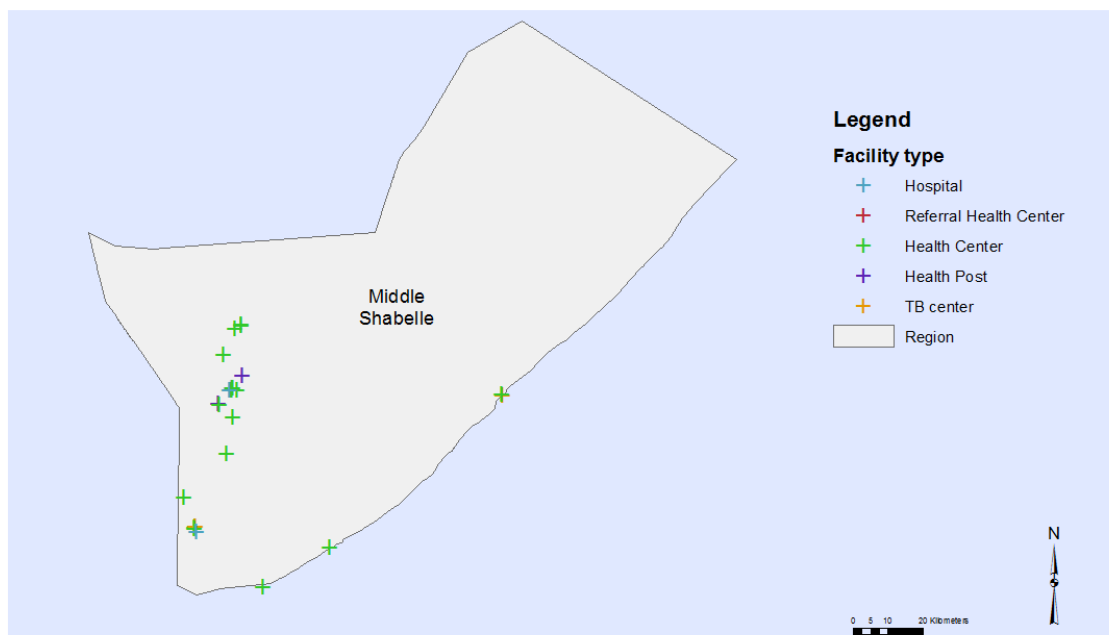 Legend
Facility type
Hospital
Referral Health Center
Health Center
Health Post
TB center
Region
Middle
Shabelle
N
0 5 10 20 Kilometers